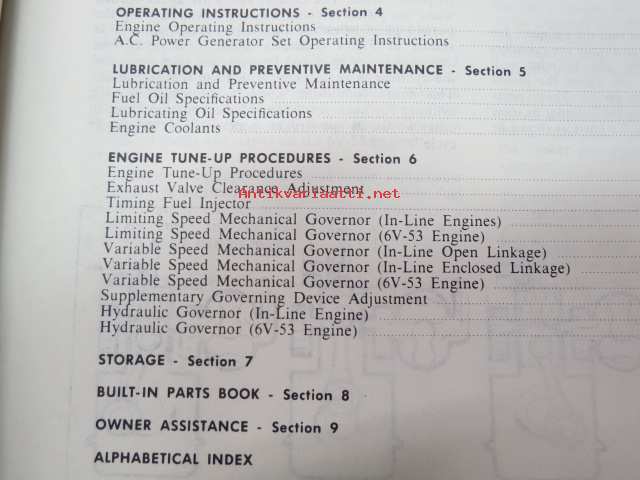 OPERATING INSTRUCTIONS - Section 4
Engine Operating Instructions
A.C. Power Generator Set Operating Instructions
LUBRICATION AND PREVENTIVE MAINTENANCE - Section 5
Lubrication and Preventive Maintenance
Fuel Oil Specifications
Lubricating Oil Specifications
Engine Coolants
ENGINE TUNE-UP PROCEDURES - Section 6
Engine Tune-Up Procedures
Exhaust Valve Clearance Adjustment
Antikvariaatti.net
Timing Fuel Injector
Limiting Speed Mechanical Governor (In-Line Engines)
Limiting Speed Mechanical Governor (6V-53 Engine)
Variable Speed Mechanical Governor (In-Line Open Linkage)
Variable Speed Mechanical Governor (In-Line Enclosed Linkage)
Variable Speed Mechanical Governor (6V-53 Engine)
Supplementary Governing Device Adjustment
Hydraulic Governor (In-Line Engine)
Hydraulic Governor (6V-53 Engine)
STORAGE - Section 7
BUILT-IN PARTS BOOK - Section 8
OWNER ASSISTANCE - Section 9
ALPHABETICAL INDEX